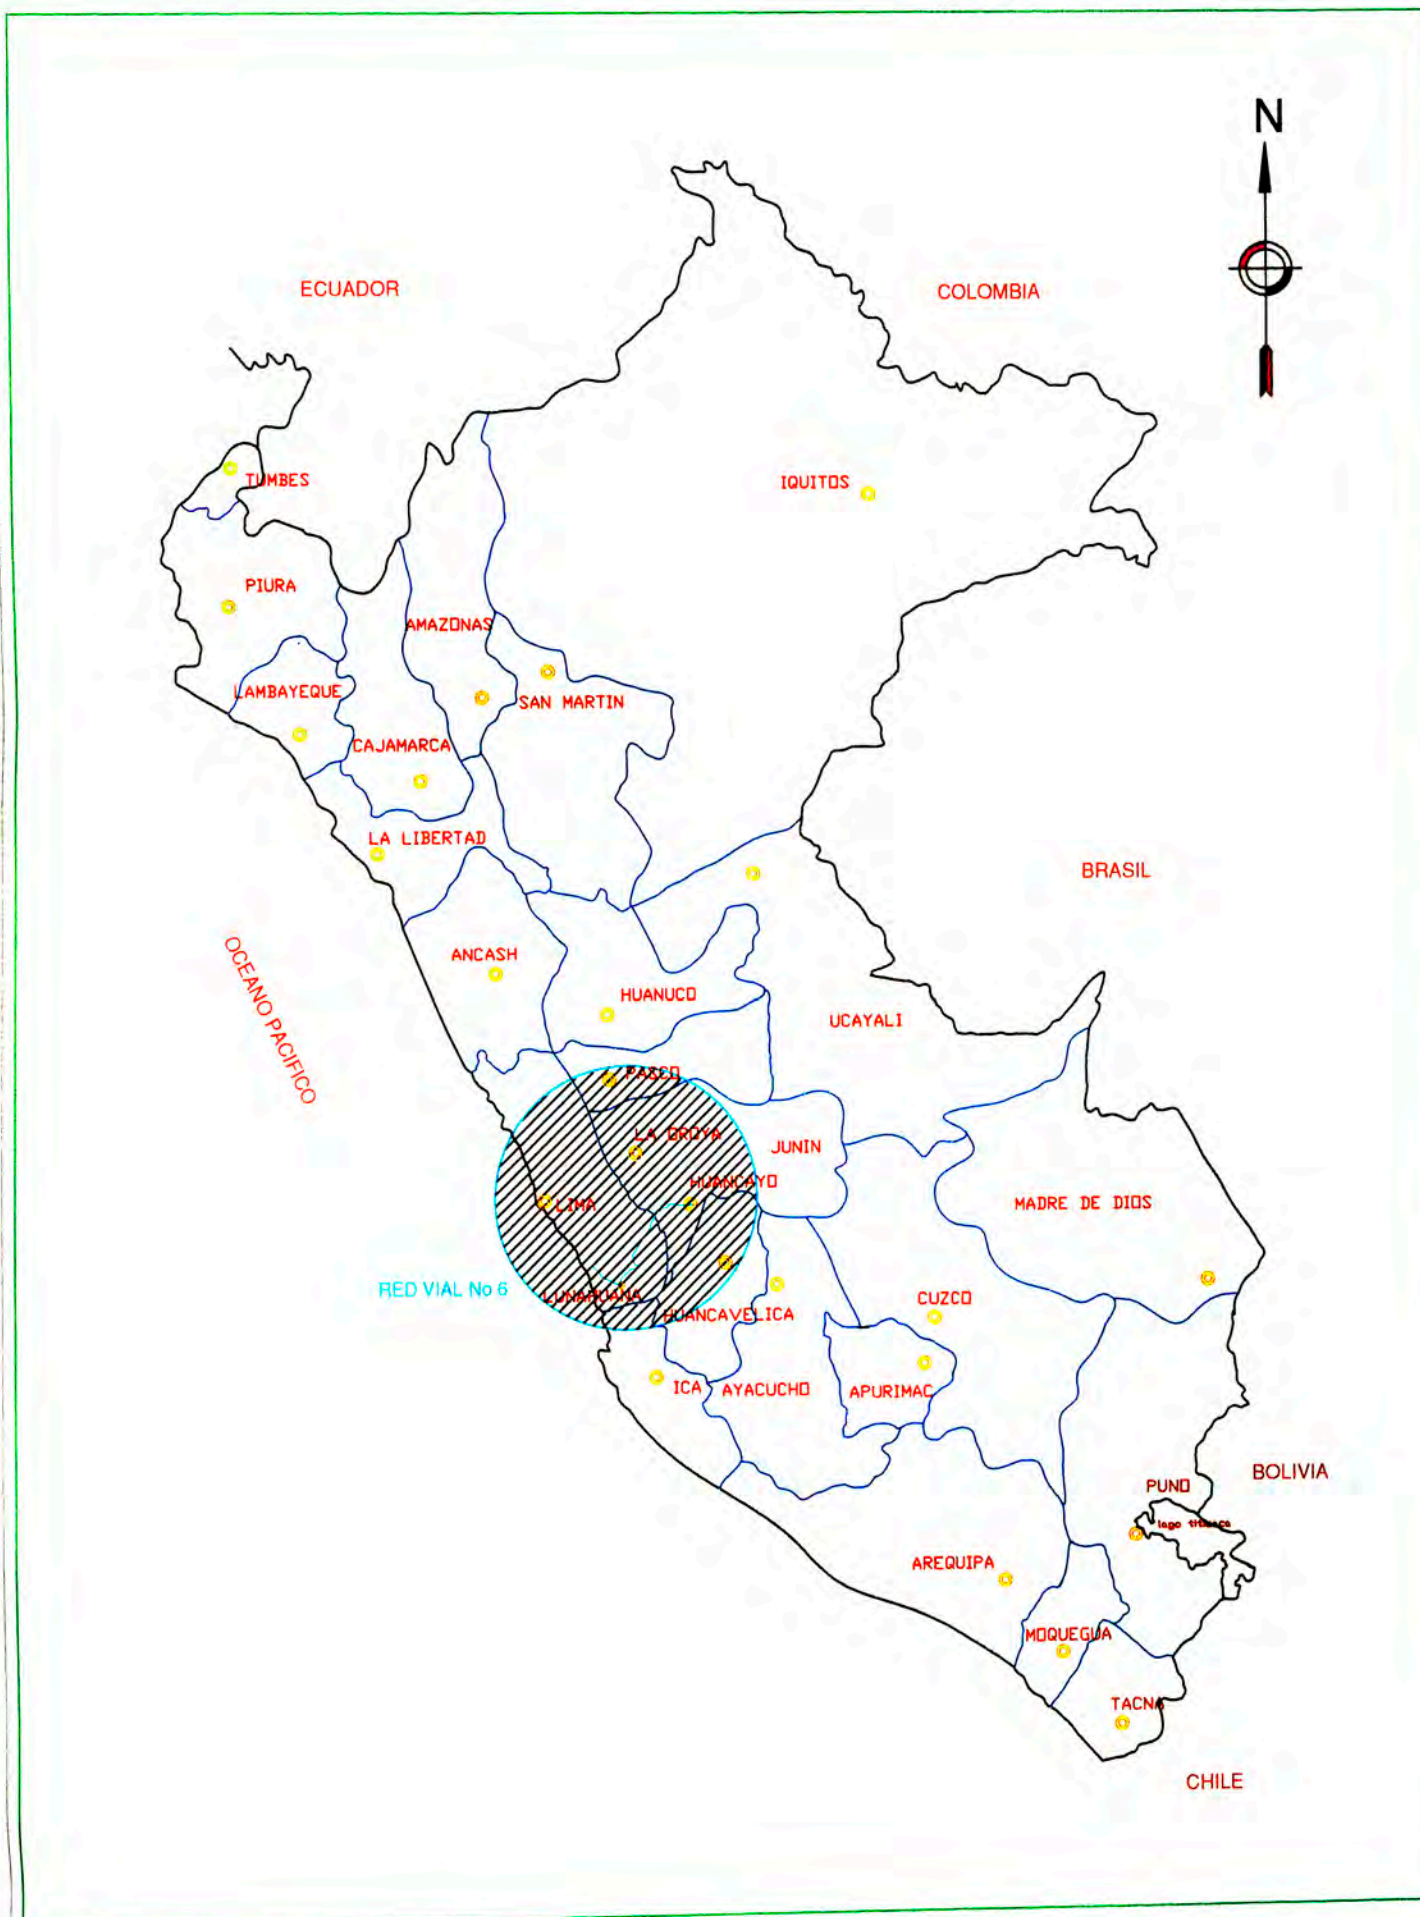 N
ECUADOR
COLOMBIA
TUMBES
IQUITOS
PIURA
AMAZONAS
LAMBAYEQUE
SAN MARTIN
CAJAMARCA
LA LIBERTAD
BRASIL
ANCASH
OCEANO PACIFICO
HUANUCO
UCAYALI
PASCO
LA OROYA
JUNIN
HUANCAYO
LIMA
MADRE DE DIOS
RED VIAL No 6
LUNAHUANA
CUZCO
HUANCAVELICA
ICA
AYACUCHO
APURIMAC
BOLIVIA
PUNO
lago titicaca
AREQUIPA
MOQUEGUA
TACNA
CHILE